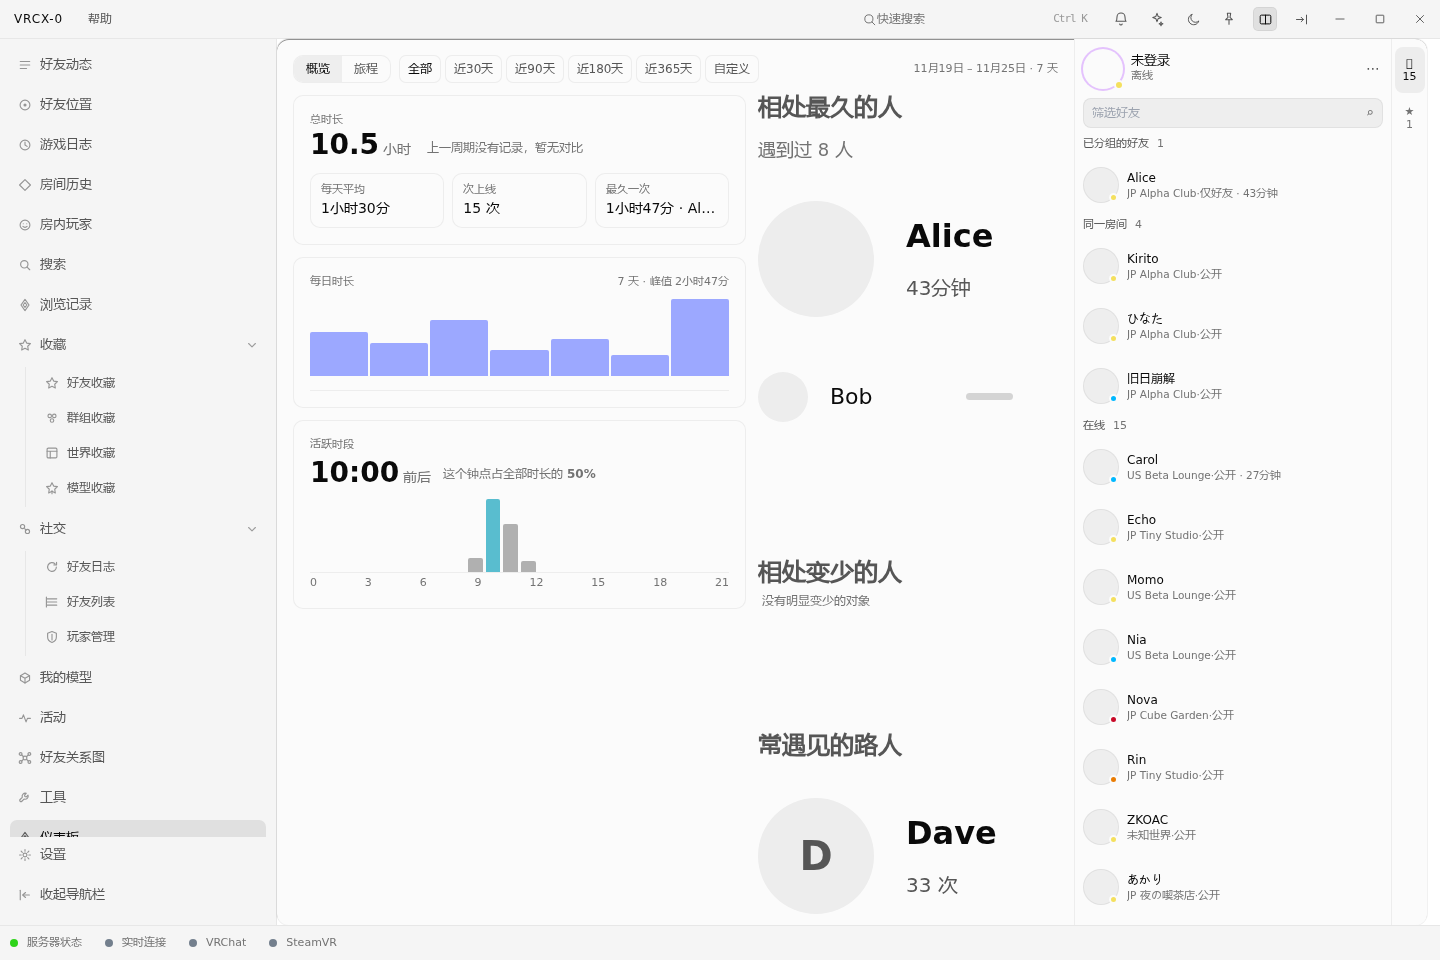 VRCX-0
帮助
快速搜索
Ctrl K
好友动态
好友位置
游戏日志
房间历史
房内玩家
搜索
浏览记录
收藏
好友收藏
群组收藏
世界收藏
模型收藏
社交
好友日志
好友列表
玩家管理
我的模型
活动
好友关系图
工具
仪表板
设置
收起导航栏
概览
旅程
全部
近30天
近90天
近180天
近365天
自定义
11月19日 – 11月25日 · 7 天
总时长
10.5 小时 上一周期没有记录，暂无对比
每天平均
1小时30分
次上线
15 次
最久一次
1小时47分 · Al…
每日时长
7 天 · 峰值 2小时47分
活跃时段
10:00 前后 这个钟点占全部时长的 50%
0 3 6 9 12 15 18 21
相处最久的人
遇到过 8 人
Alice
43分钟
Bob
相处变少的人
没有明显变少的对象
常遇见的路人
D
Dave
33 次
未登录
离线
筛选好友
已分组的好友 1
Alice
JP Alpha Club·仅好友 · 43分钟
同一房间 4
Kirito
JP Alpha Club·公开
ひなた
JP Alpha Club·公开
旧日崩解
JP Alpha Club·公开
在线 15
Carol
US Beta Lounge·公开 · 27分钟
Echo
JP Tiny Studio·公开
Momo
US Beta Lounge·公开
Nia
US Beta Lounge·公开
Nova
JP Cube Garden·公开
Rin
JP Tiny Studio·公开
ZKOAC
未知世界·公开
あかり
JP 夜の喫茶店·公开
15
★
1
服务器状态
实时连接
VRChat
SteamVR